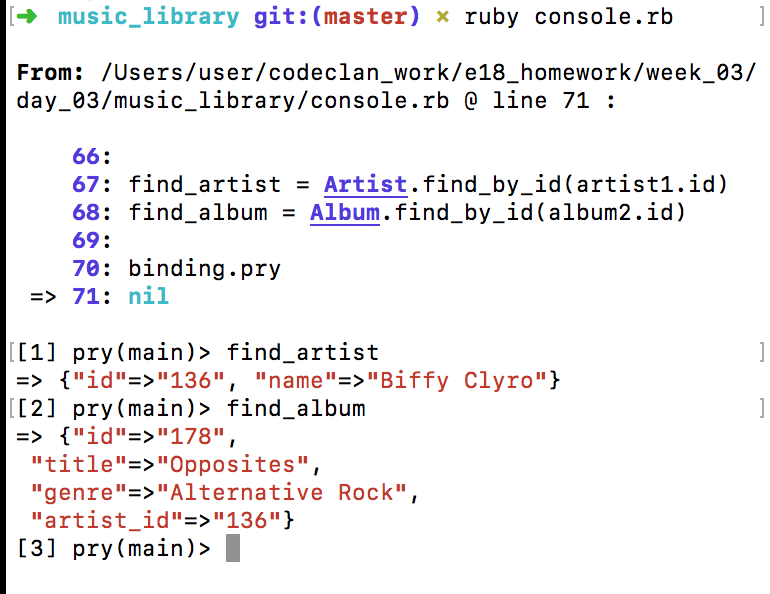 [➜ music_library git:(master) ✗ ruby console.rb ]
From: /Users/user/codeclan_work/e18_homework/week_03/
day_03/music_library/console.rb @ line 71 :
66:
67: find_artist = Artist.find_by_id(artist1.id)
68: find_album = Album.find_by_id(album2.id)
69:
70: binding.pry
=> 71: nil
[[1] pry(main)> find_artist ]
=> {"id"=>"136", "name"=>"Biffy Clyro"}
[[2] pry(main)> find_album ]
=> {"id"=>"178",
"title"=>"Opposites",
"genre"=>"Alternative Rock",
"artist_id"=>"136"}
[3] pry(main)>